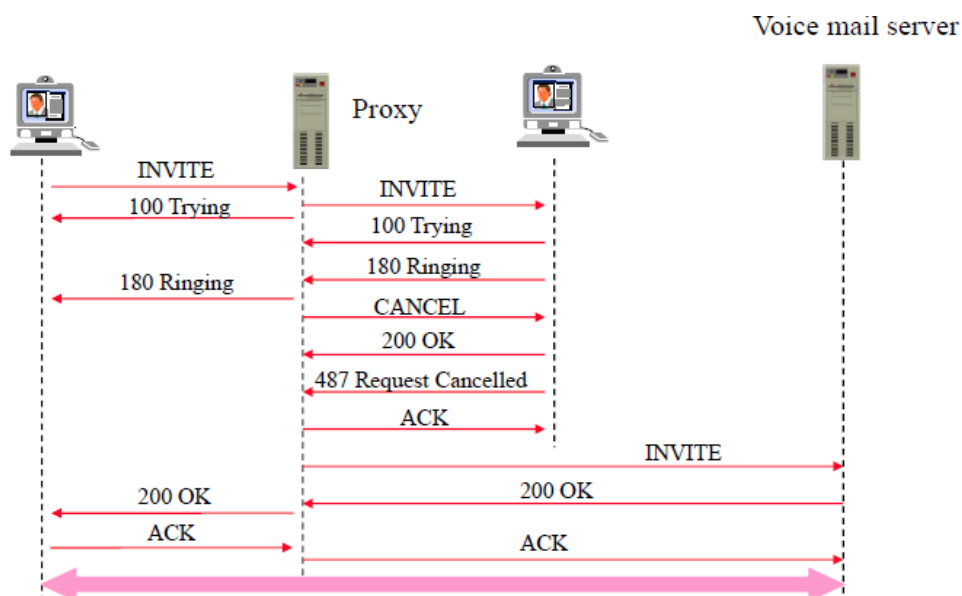 Voice mail server
Proxy
INVITE
INVITE
100 Trying
100 Trying
180 Ringing
180 Ringing
CANCEL
200 OK
487 Request Cancelled
ACK
INVITE
200 OK
200 OK
ACK
ACK